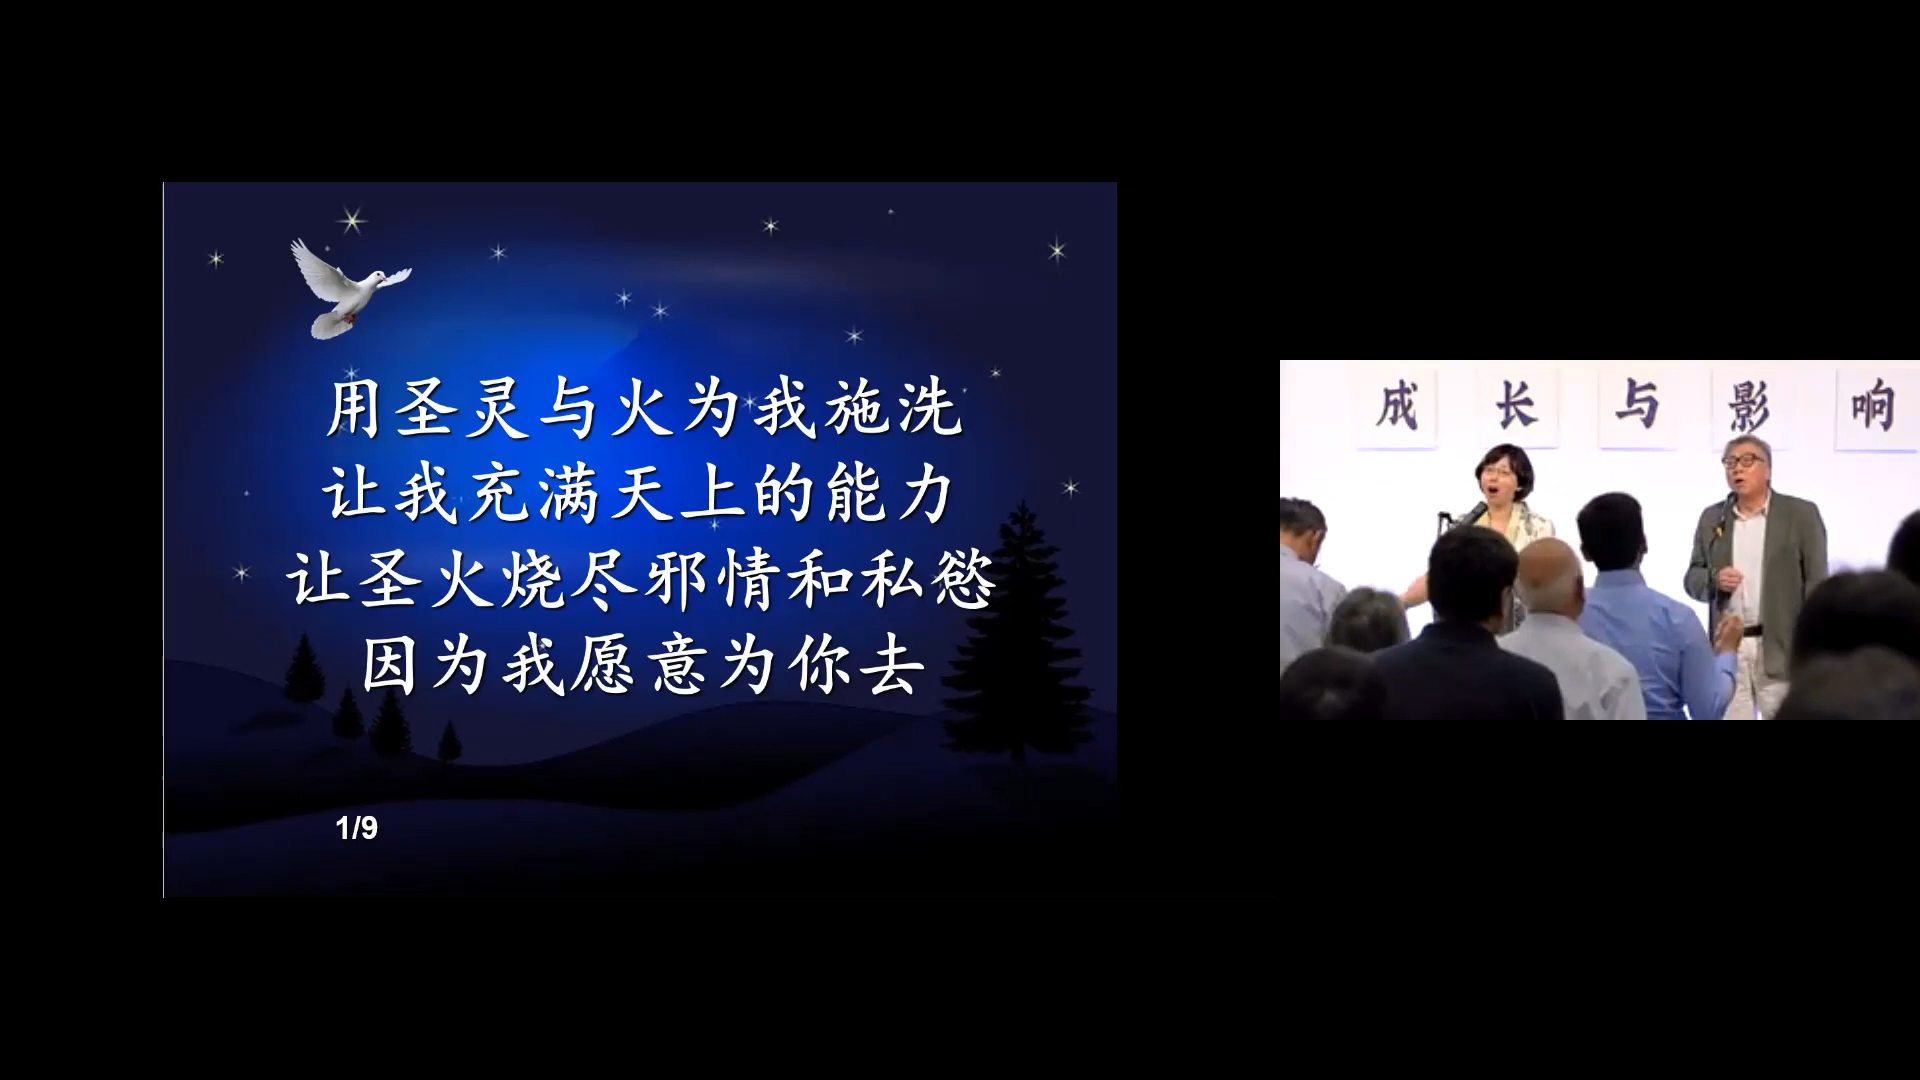 用圣灵与火为我施洗
让我充满天上的能力
让圣火烧尽邪情和私慾
因为我愿意为你去
1/9
成长与影响